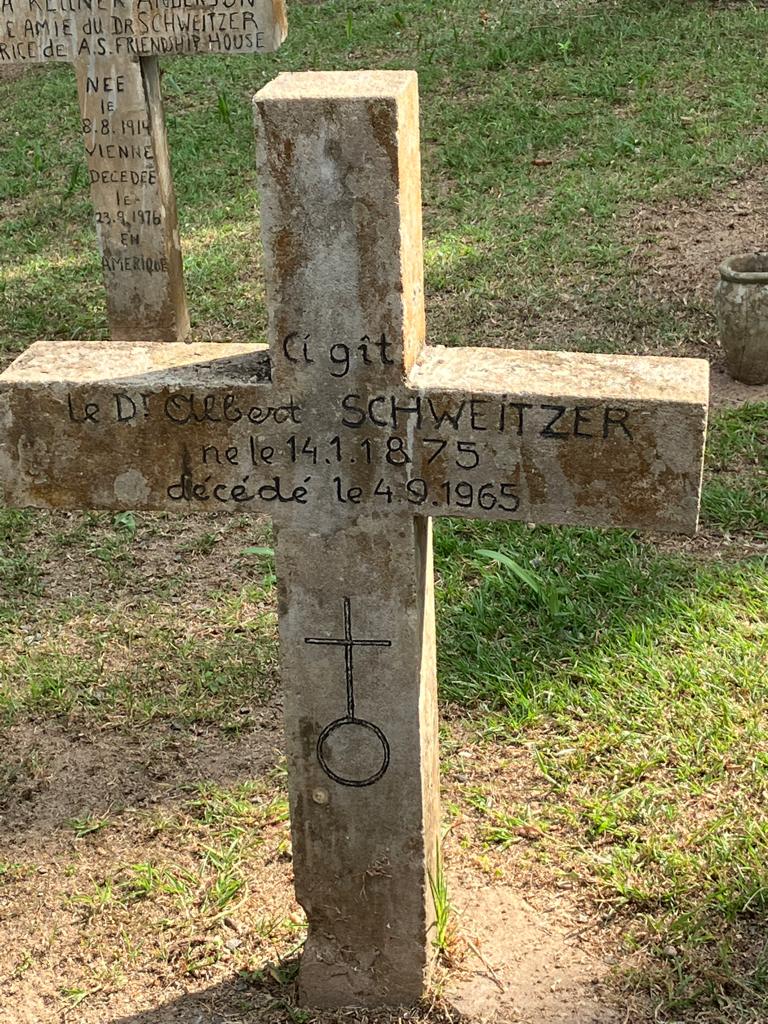 KELLNER ANDERSON
AMIE du DR SCHWEITZER
RICE de A.S. FRIENDSHIP HOUSE
NEE
le
8.8.1914
VIENNE
DECEDEE
le
23.9.1976
EN
AMERIQUE
Ci gît
le Dr Albert SCHWEITZER
ne le 14.1.1875
décédé le 4.9.1965